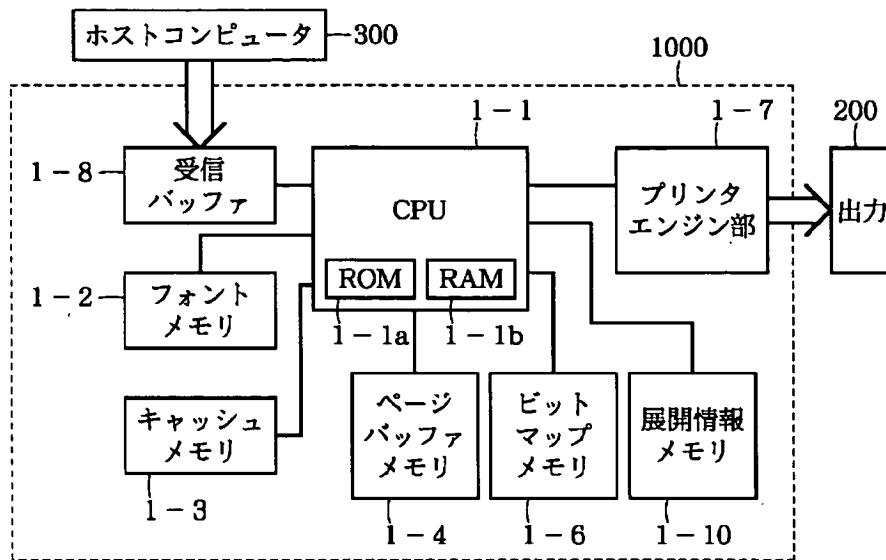 ホストコンピュータ
300
1000
1-1
1-7
200
1-8
受信
バッファ
CPU
プリンタ
エンジン部
出力
ROM
RAM
1-2
フォント
メモリ
1-1a
1-1b
キャッシュ
メモリ
ページ
バッファ
メモリ
ビット
マップ
メモリ
展開情報
メモリ
1-3
1-4
1-6
1-10